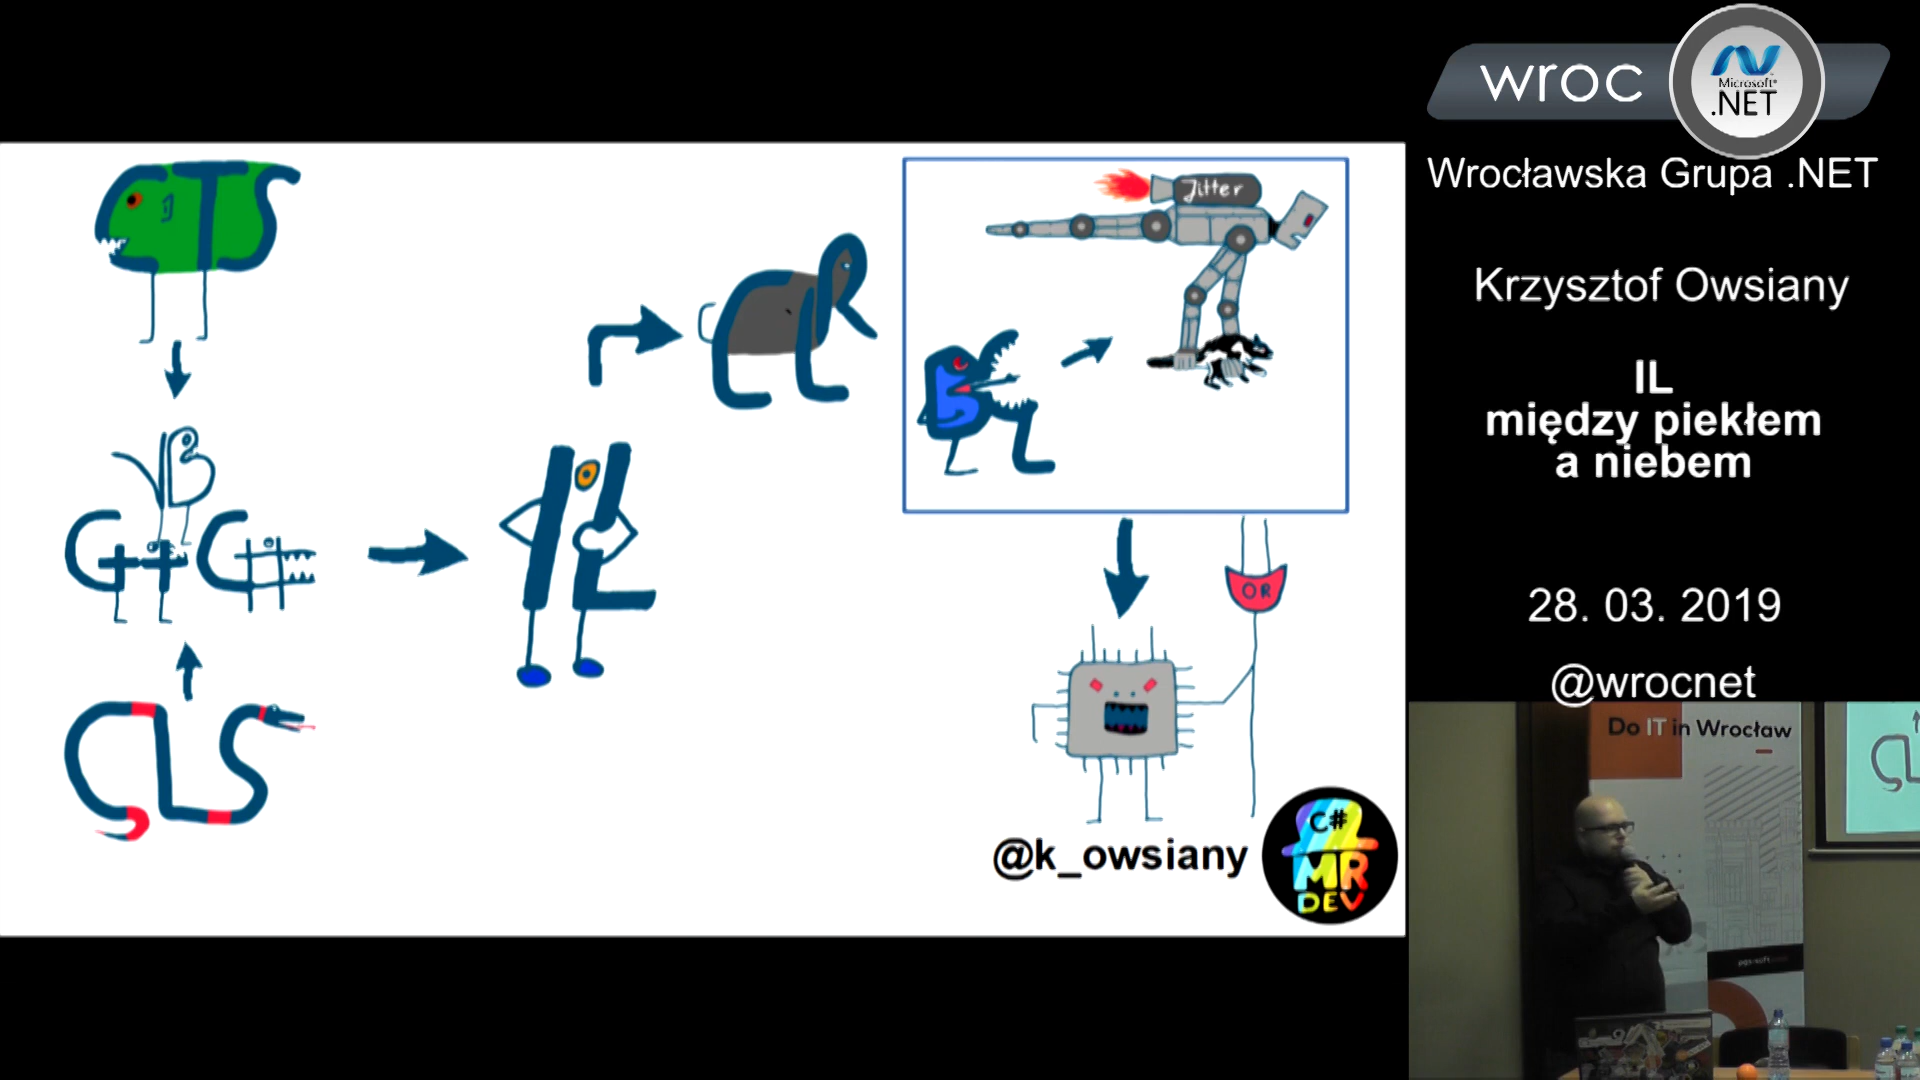 CTS
VB
C++ C#
CLS
IL
CLR
Jitter
OR
@k_owsiany
C#
MR
DEV
wroc
Microsoft®
.NET
Wrocławska Grupa .NET
Krzysztof Owsiany
IL
między piekłem
a niebem
28. 03. 2019
@wrocnet
Do IT in Wrocław